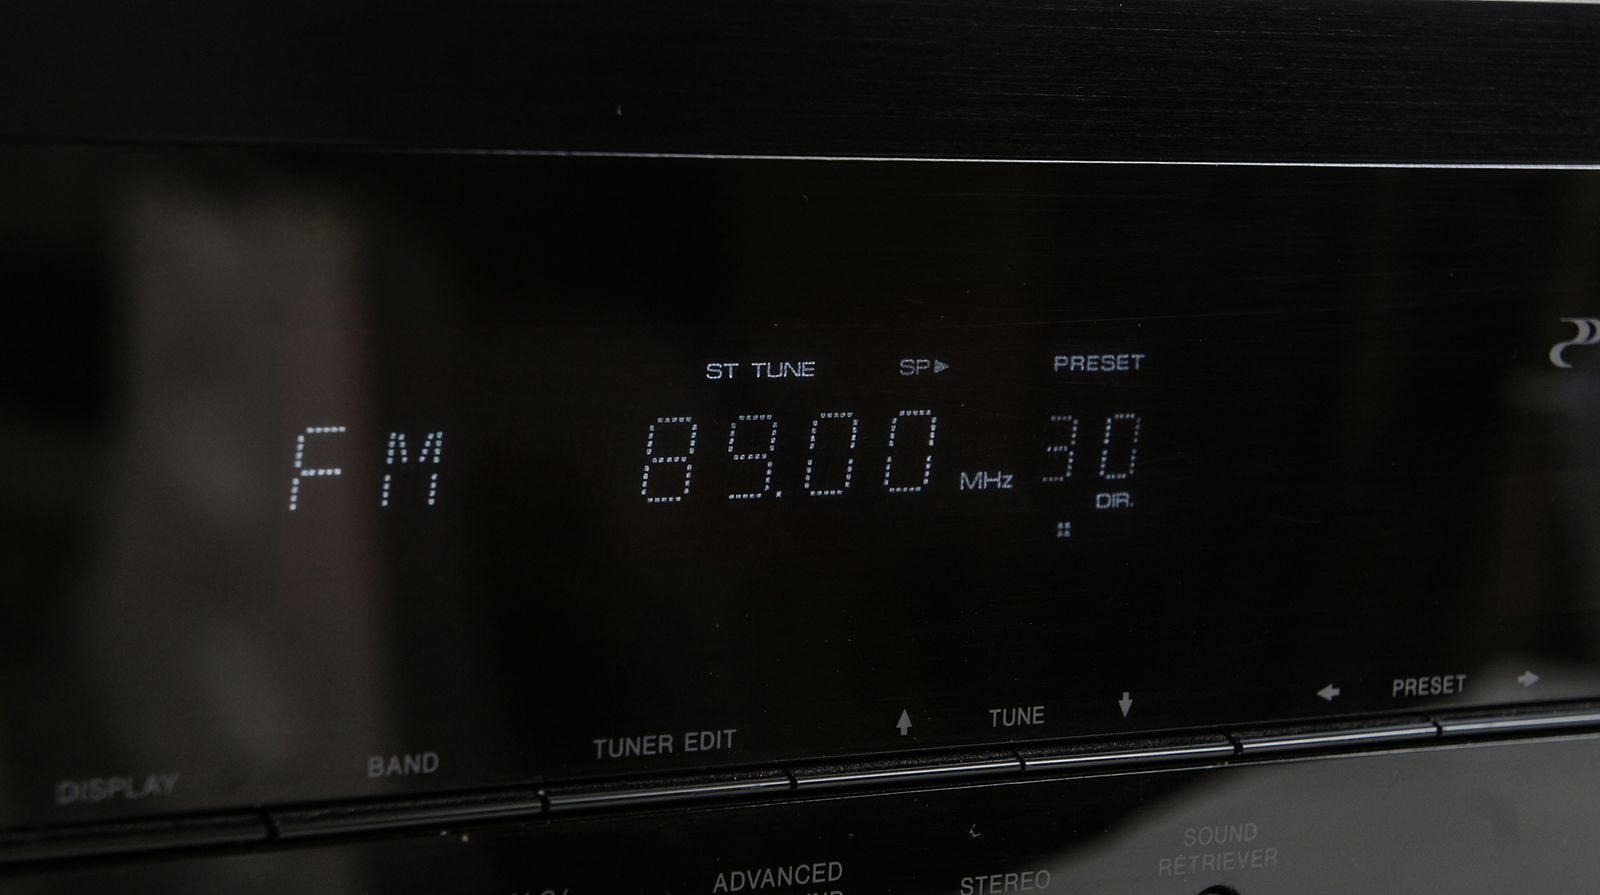 ST TUNE SP PRESET
FM 89.00 MHz 30
DIR.
PRESET
TUNE
TUNER EDIT
BAND
DISPLAY
SOUND
RETRIEVER
ADVANCED
STEREO